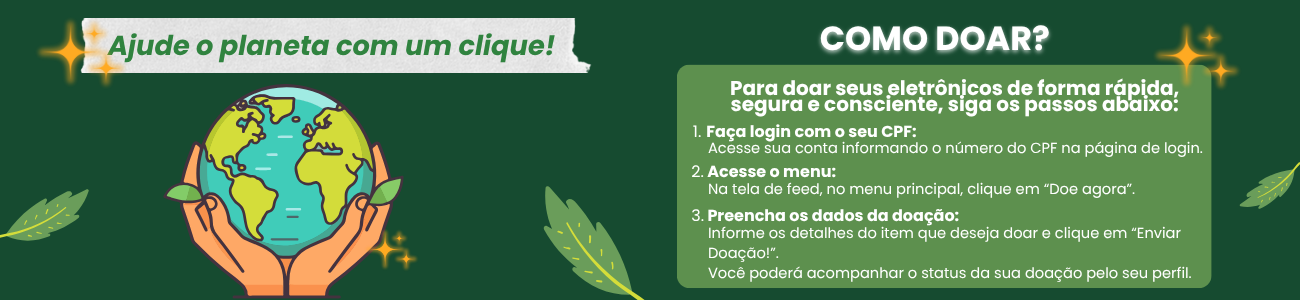 Ajude o planeta com um clique!
COMO DOAR?
Para doar seus eletrônicos de forma rápida,
segura e consciente, siga os passos abaixo:
1. Faça login com o seu CPF:
Acesse sua conta informando o número do CPF na página de login.
2. Acesse o menu:
Na tela de feed, no menu principal, clique em “Doe agora”.
3. Preencha os dados da doação:
Informe os detalhes do item que deseja doar e clique em “Enviar
Doação!”.
Você poderá acompanhar o status da sua doação pelo seu perfil.